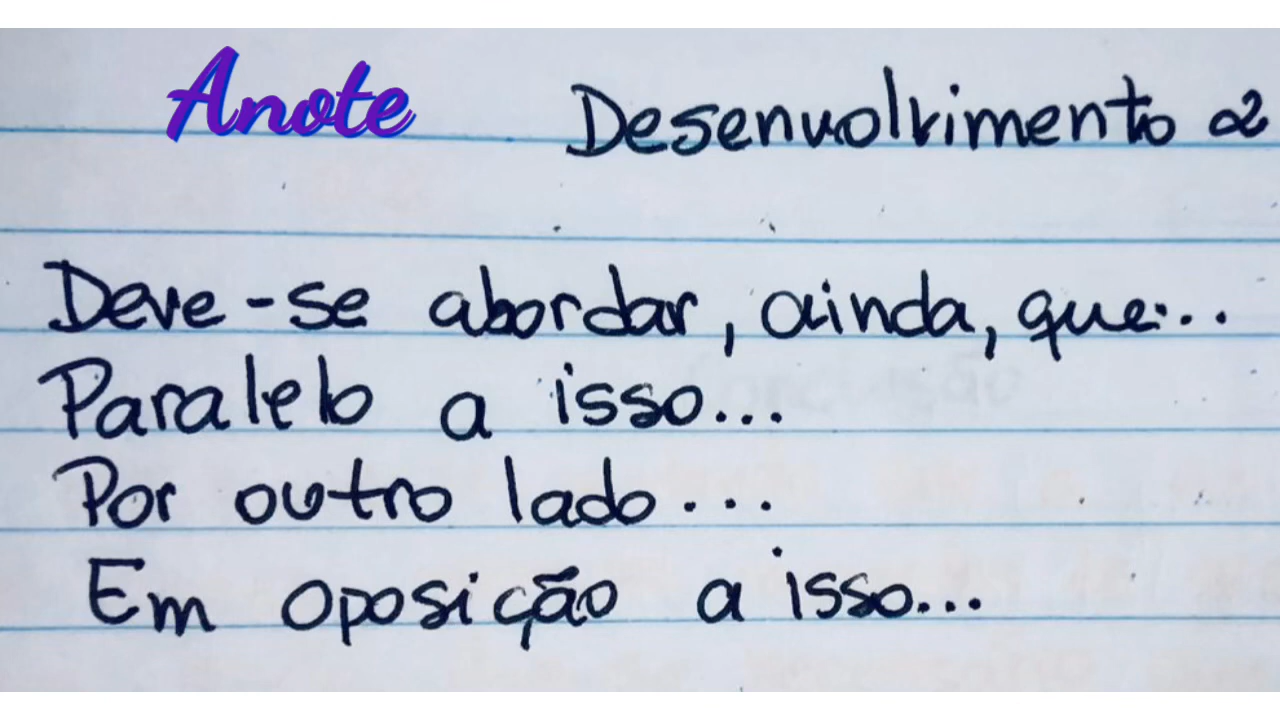 Anote
Desenvolvimento 2
Deve-se abordar, ainda, que...
Paralelo a isso...
Por outro lado...
Em oposição a isso...